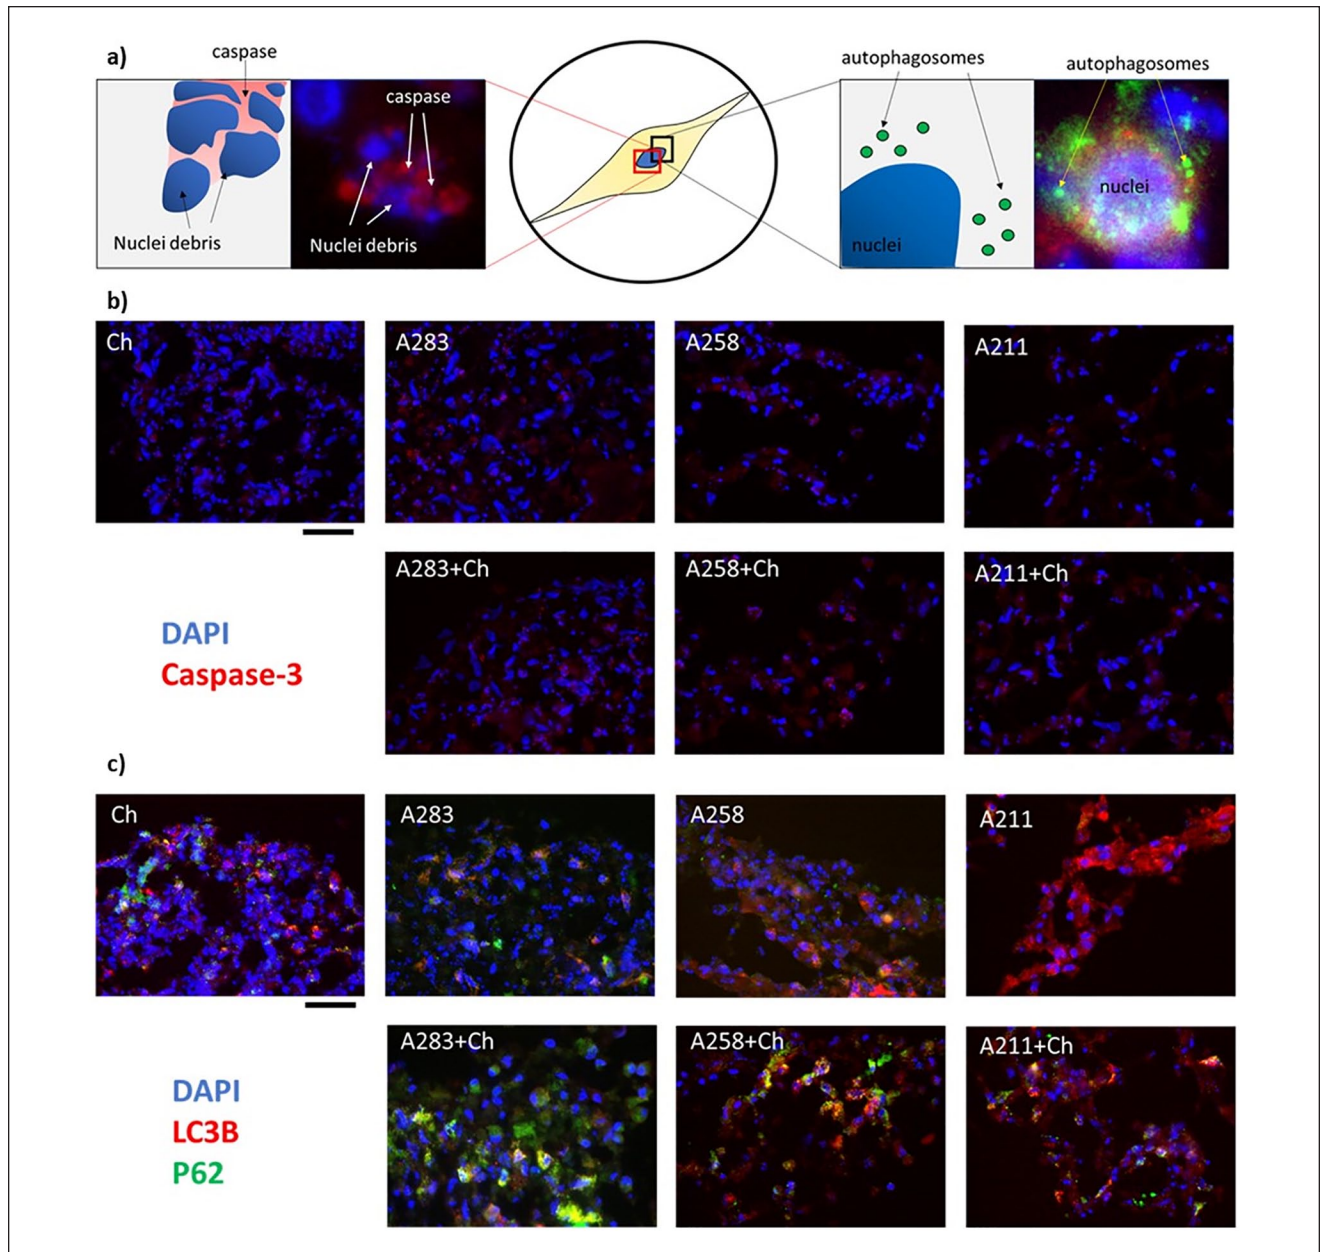 a)
caspase
Nuclei debris
caspase
Nuclei debris
autophagosomes
nuclei
autophagosomes
nuclei
b)
Ch
A283
A258
A211
A283+Ch
A258+Ch
A211+Ch
DAPI
Caspase-3
c)
Ch
A283
A258
A211
A283+Ch
A258+Ch
A211+Ch
DAPI
LC3B
P62